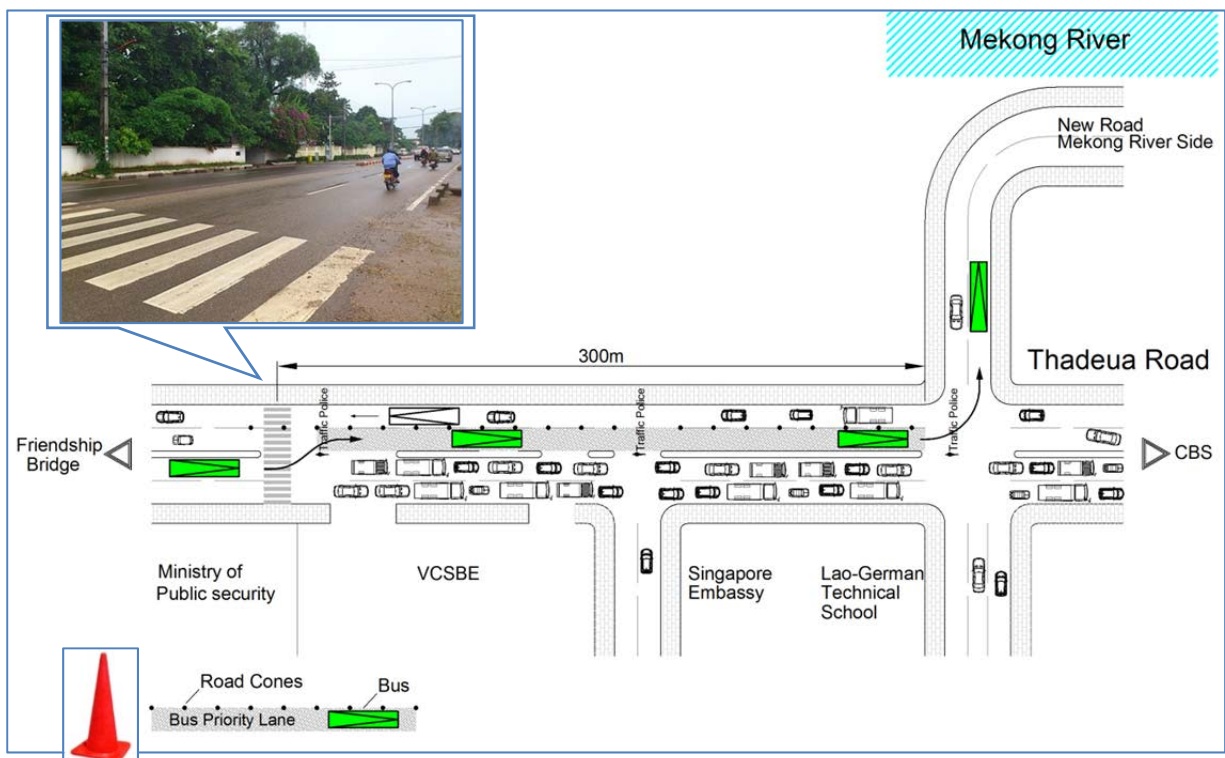 Mekong River
New Road
Mekong River Side
300m
Thadeua Road
Traffic Police
Traffic Police
Traffic Police
Friendship
Bridge
CBS
Ministry of
Public security
VCSBE
Singapore
Embassy
Lao-German
Technical
School
Road Cones
Bus
Bus Priority Lane